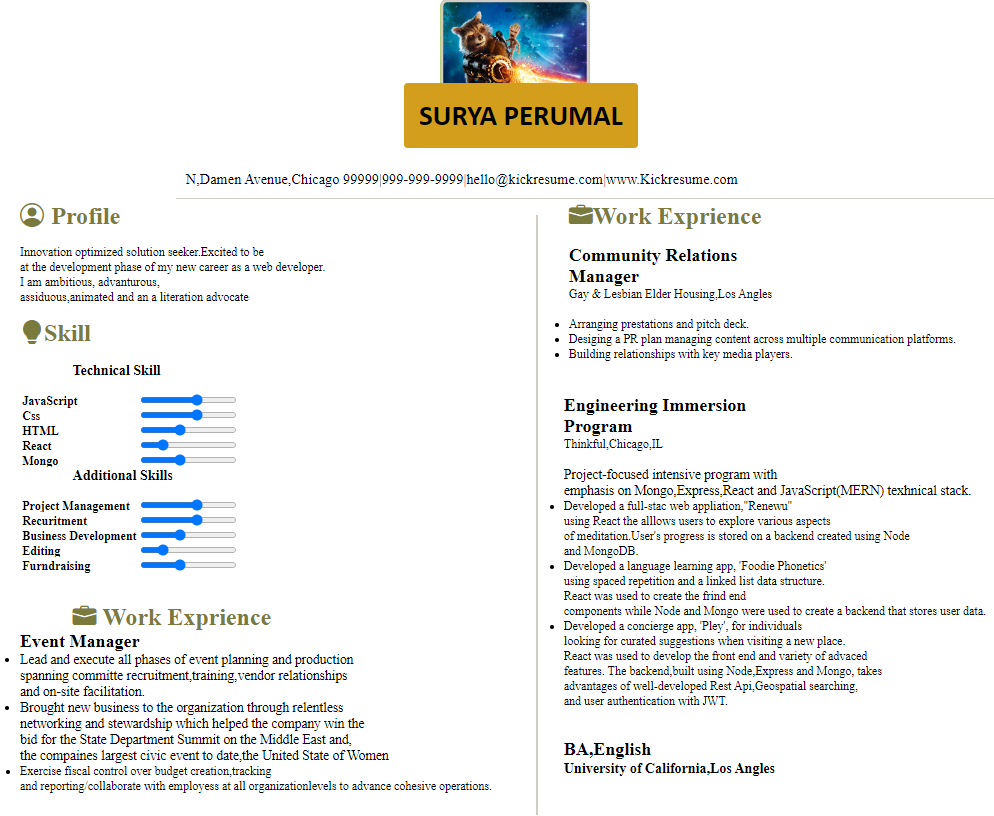 SURYA PERUMAL
N,Damen Avenue,Chicago 99999|999-999-9999|hello@kickresume.com|www.Kickresume.com
Profile
Innovation optimized solution seeker.Excited to be
at the development phase of my new career as a web developer.
I am ambitious, advanturous,
assiduous,animated and an a literation advocate
Skill
Technical Skill
JavaScript
Css
HTML
React
Mongo
Additional Skills
Project Management
Recuritment
Business Development
Editing
Furndraising
Work Exprience
Event Manager
Lead and execute all phases of event planning and production
spanning committe recruitment,training,vendor relationships
and on-site facilitation.
Brought new business to the organization through relentless
networking and stewardship which helped the company win the
bid for the State Department Summit on the Middle East and,
the compaines largest civic event to date,the United State of Women
Exercise fiscal control over budget creation,tracking
and reporting/collaborate with employess at all organizationlevels to advance cohesive operations.
Work Exprience
Community Relations
Manager
Gay & Lesbian Elder Housing,Los Angles
Arranging prestations and pitch deck.
Desiging a PR plan managing content across multiple communication platforms.
Building relationships with key media players.
Engineering Immersion
Program
Thinkful,Chicago,IL
Project-focused intensive program with
emphasis on Mongo,Express,React and JavaScript(MERN) texhnical stack.
Developed a full-stac web appliation,"Renewu"
using React the alllows users to explore various aspects
of meditation.User's progress is stored on a backend created using Node
and MongoDB.
Developed a language learning app, 'Foodie Phonetics'
using spaced repetition and a linked list data structure.
React was used to create the frind end
components while Node and Mongo were used to create a backend that stores user data.
Developed a concierge app, 'Pley', for individuals
looking for curated suggestions when visiting a new place.
React was used to develop the front end and variety of advaced
features. The backend,built using Node,Express and Mongo, takes
advantages of well-developed Rest Api,Geospatial searching,
and user authentication with JWT.
BA,English
University of California,Los Angles